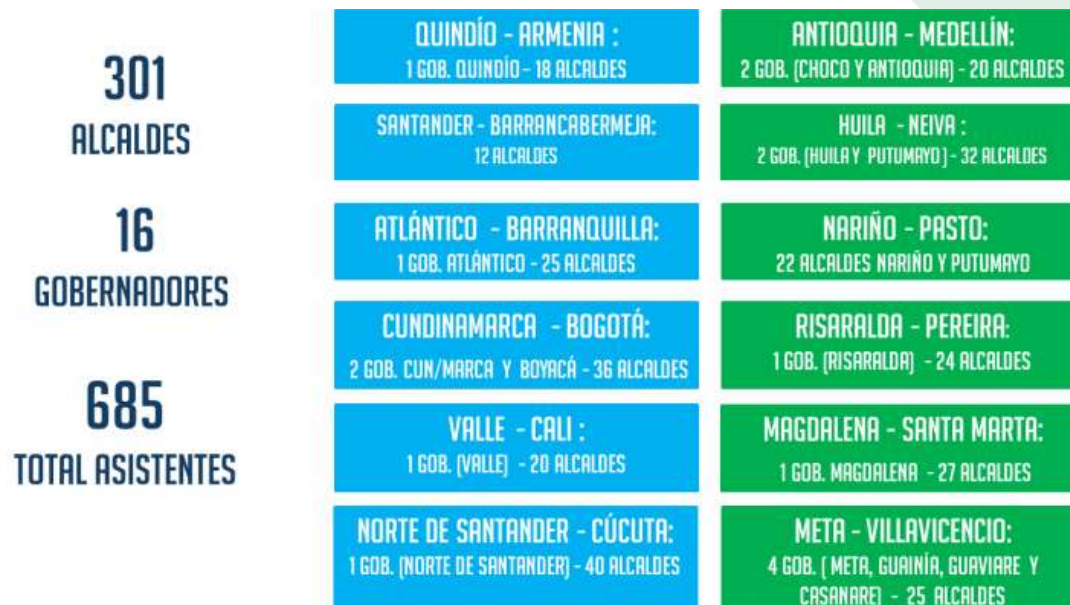 301
ALCALDES
16
GOBERNADORES
685
TOTAL ASISTENTES
QUINDÍO - ARMENIA :
1 GOB. QUINDÍO - 18 ALCALDES
SANTANDER - BARRANCABERMEJA:
12 ALCALDES
ATLÁNTICO - BARRANQUILLA:
1 GOB. ATLÁNTICO - 25 ALCALDES
CUNDINAMARCA - BOGOTÁ:
2 GOB. CUN/MARCA Y BOYACÁ - 36 ALCALDES
VALLE - CALI :
1 GOB. (VALLE) - 20 ALCALDES
NORTE DE SANTANDER - CÚCUTA:
1 GOB. (NORTE DE SANTANDER) - 40 ALCALDES
ANTIOQUIA - MEDELLÍN:
2 GOB. (CHOCO Y ANTIOQUIA) - 20 ALCALDES
HUILA - NEIVA :
2 GOB. (HUILA Y PUTUMAYO) - 32 ALCALDES
NARIÑO - PASTO:
22 ALCALDES NARIÑO Y PUTUMAYO
RISARALDA - PEREIRA:
1 GOB. (RISARALDA) - 24 ALCALDES
MAGDALENA - SANTA MARTA:
1 GOB. MAGDALENA - 27 ALCALDES
META - VILLAVICENCIO:
4 GOB. ( META, GUAINÍA, GUAVIARE Y
CASANARE) - 25 ALCALDES